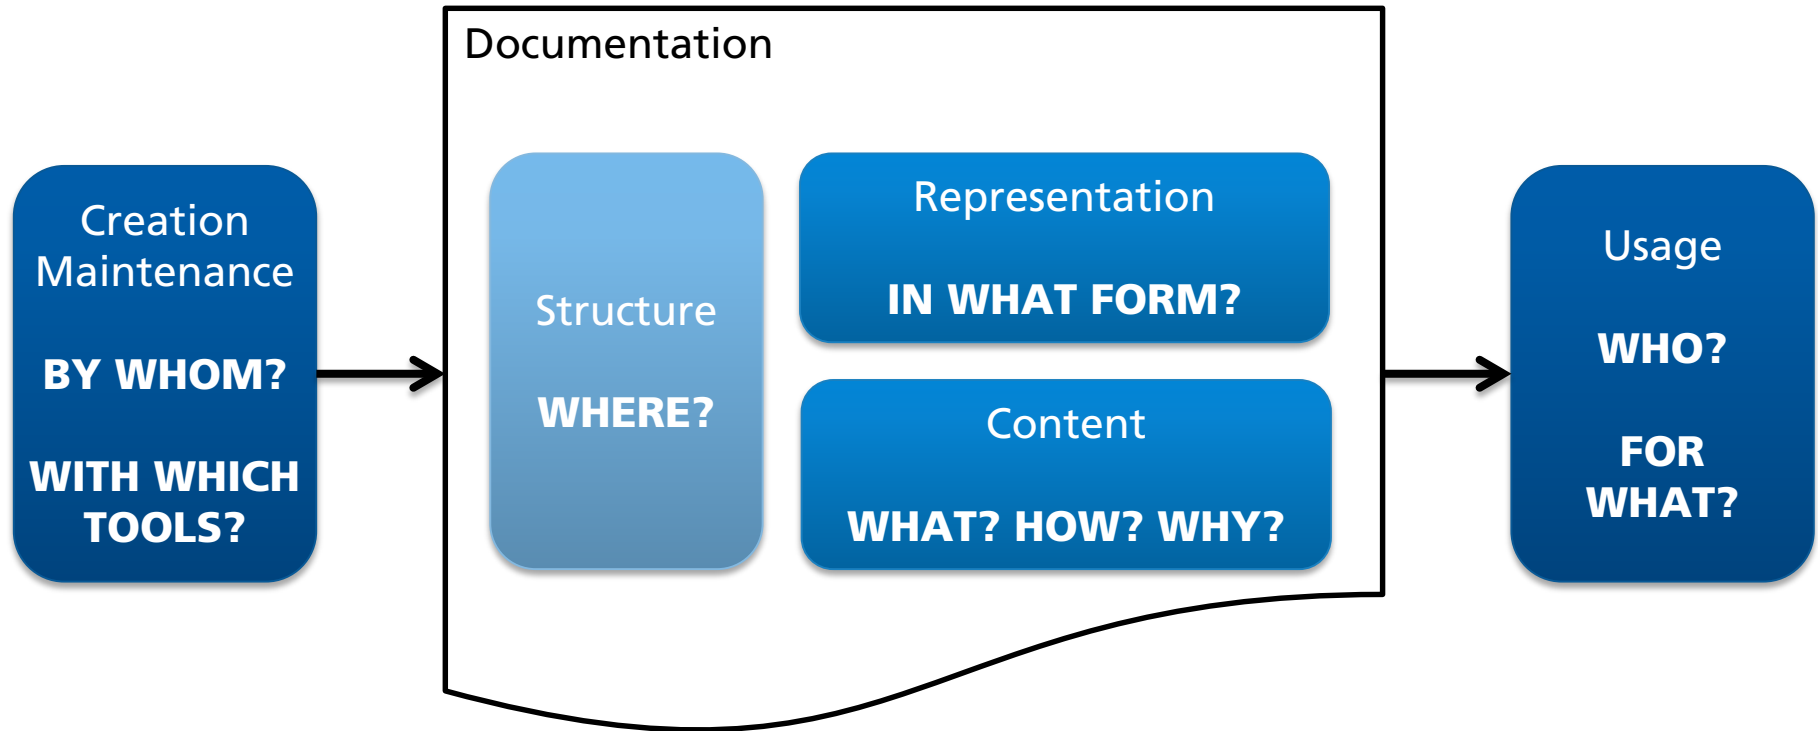 Documentation
Creation
Maintenance
BY WHOM?
WITH WHICH
TOOLS?
Structure
WHERE?
Representation
IN WHAT FORM?
Content
WHAT? HOW? WHY?
Usage
WHO?
FOR
WHAT?